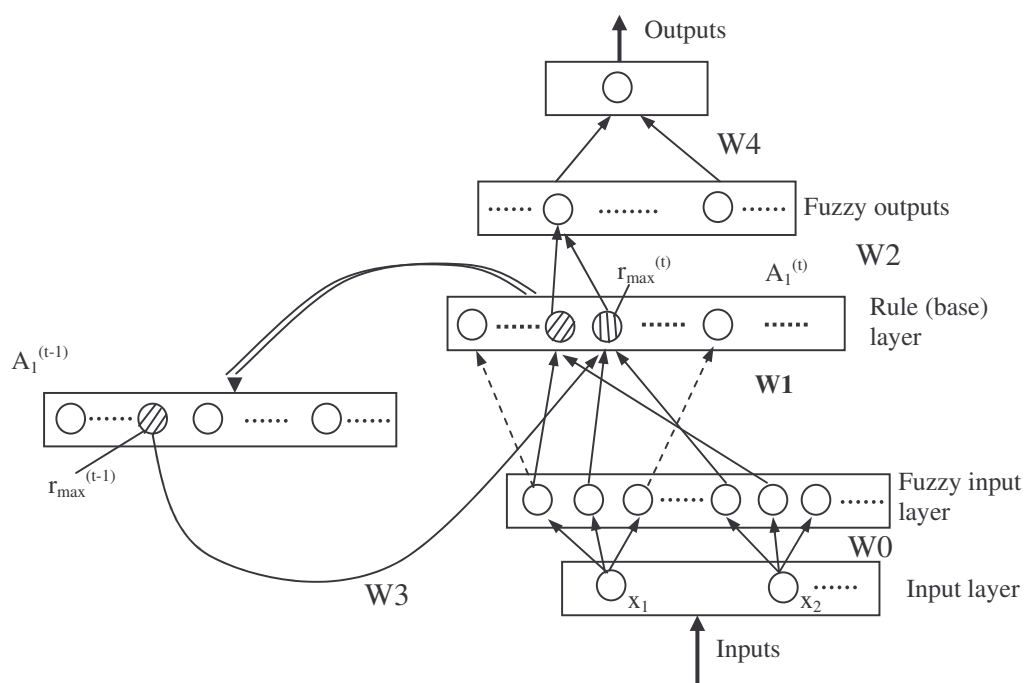 Outputs
W4
Fuzzy outputs
W2
r_max^(t)
A_1^(t)
Rule (base)
layer
A_1^(t-1)
W1
r_max^(t-1)
Fuzzy input
layer
W0
W3
x_1
x_2
Input layer
Inputs